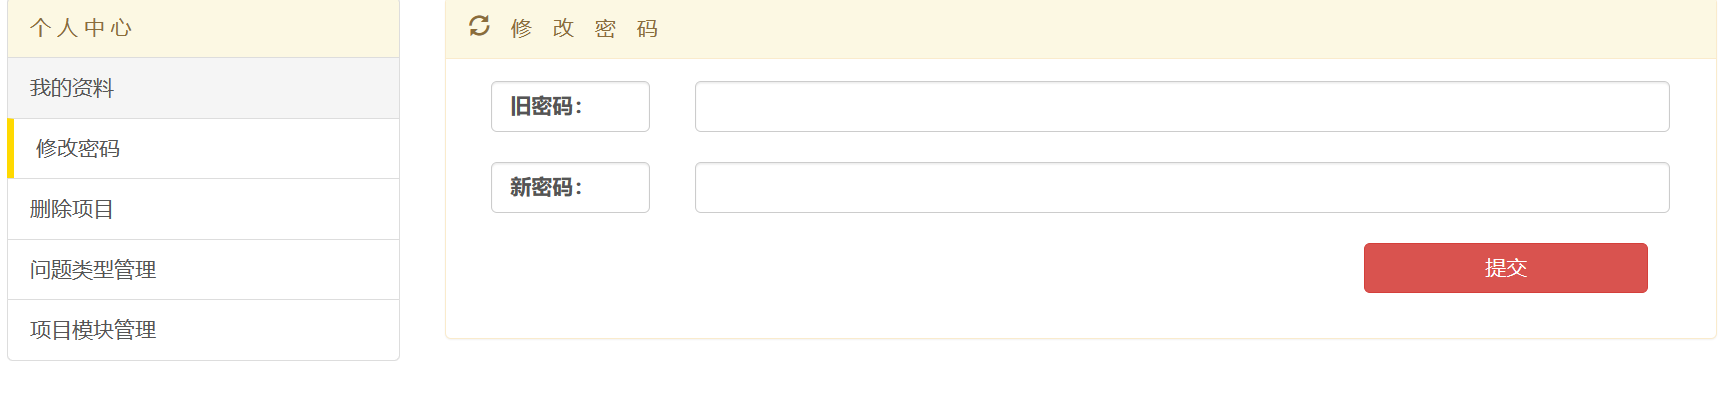 个人中心
我的资料
修改密码
删除项目
问题类型管理
项目模块管理
修 改 密 码
旧密码：
新密码：
提交